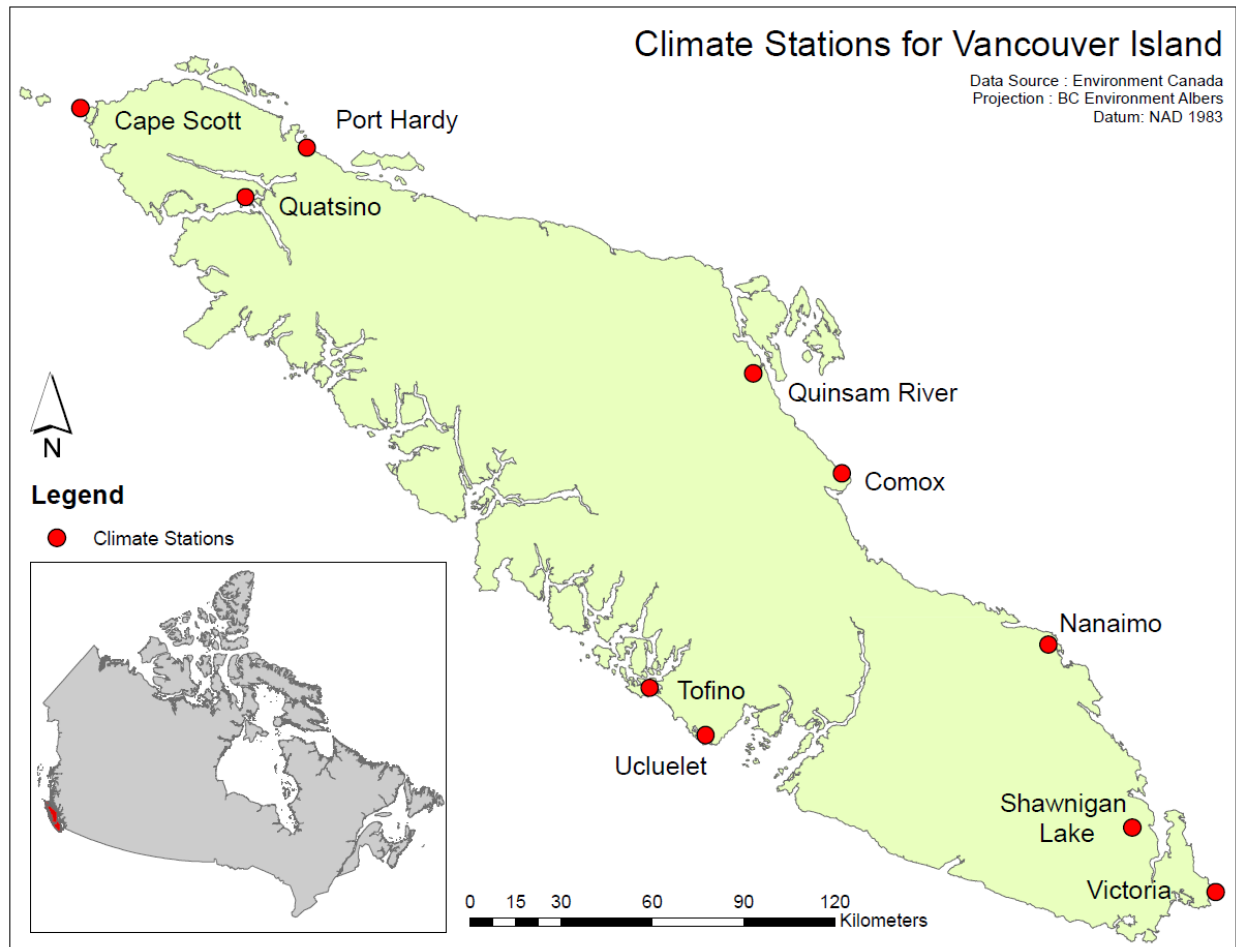 Climate Stations for Vancouver Island
Data Source : Environment Canada
Projection : BC Environment Albers
Datum: NAD 1983
Cape Scott
Port Hardy
Quatsino
Quinsam River
Comox
Nanaimo
Tofino
Ucluelet
Shawnigan
Lake
Victoria
N
Legend
Climate Stations
0 15 30 60 90 120
Kilometers